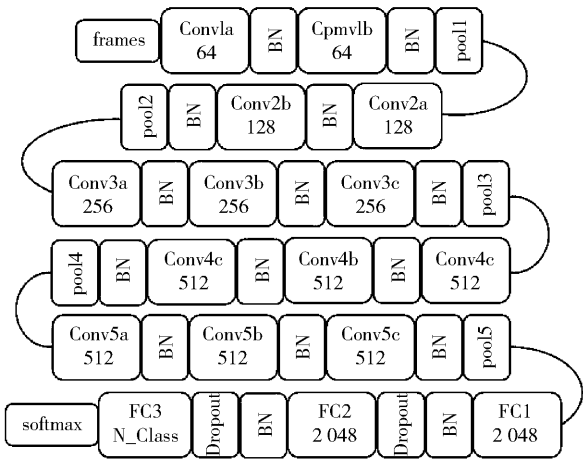 frames
Convla
64
BN
Cpmvlb
64
BN
pool1
pool2
BN
Conv2b
128
BN
Conv2a
128
Conv3a
256
BN
Conv3b
256
BN
Conv3c
256
BN
pool3
pool4
BN
Conv4c
512
BN
Conv4b
512
BN
Conv4c
512
Conv5a
512
BN
Conv5b
512
BN
Conv5c
512
BN
pool5
softmax
FC3
N_Class
Dropout
BN
FC2
2 048
Dropout
BN
FC1
2 048